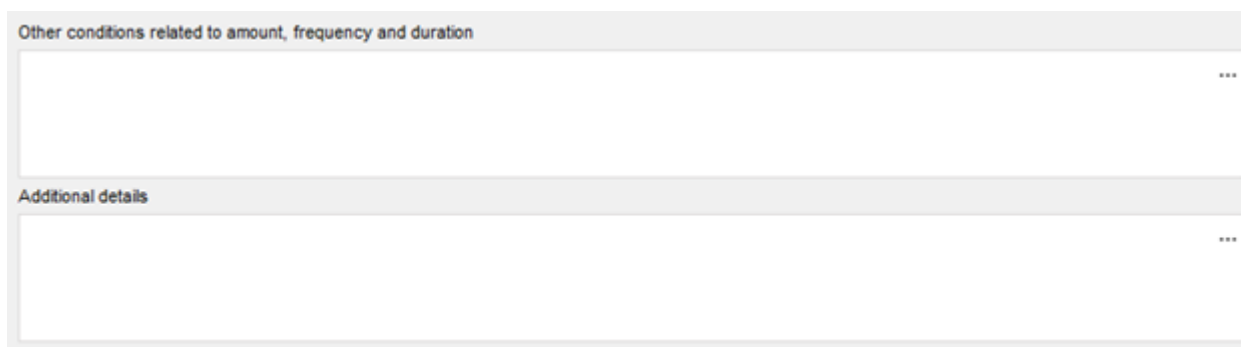 Other conditions related to amount, frequency and duration
...
Additional details
...